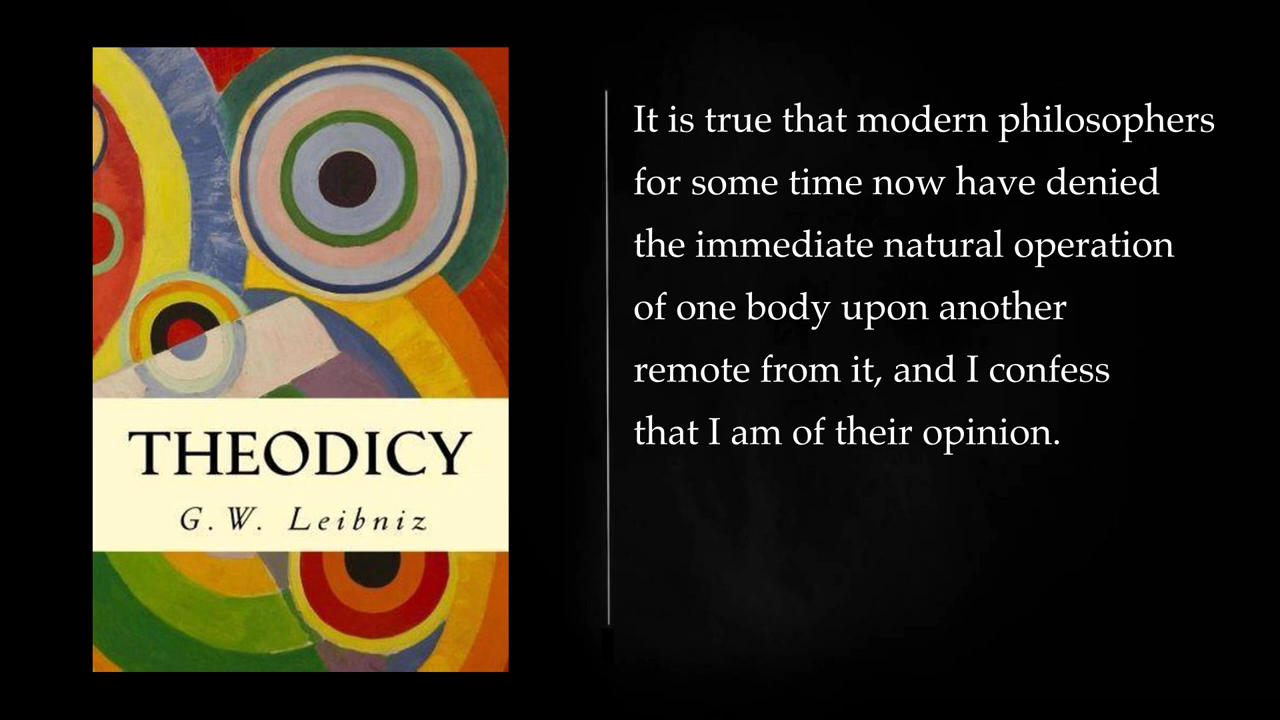 THEODICY
G. W. Leibniz
It is true that modern philosophers
for some time now have denied
the immediate natural operation
of one body upon another
remote from it, and I confess
that I am of their opinion.